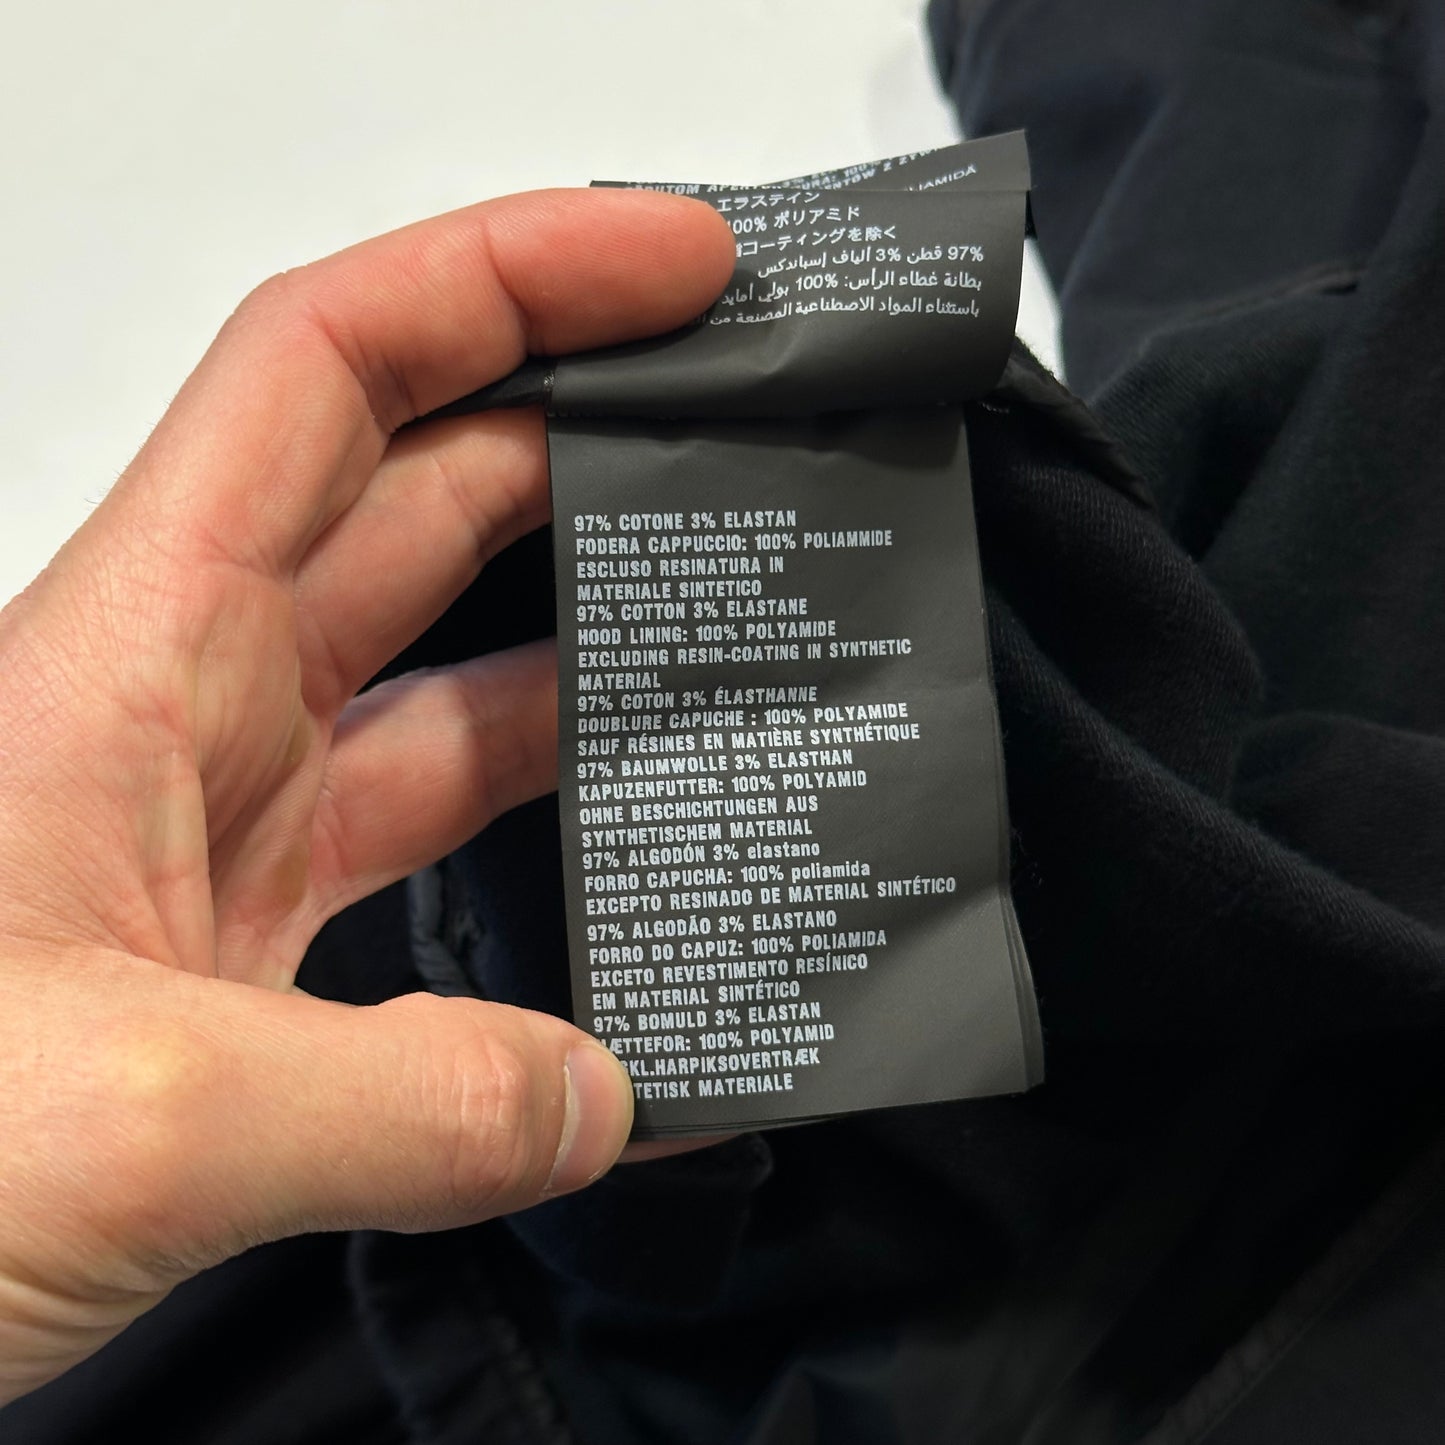 エラステイン
100% ポリアミド
コーティングを除く
97% قطن 3% ألياف إسباندكس
بطانة غطاء الرأس: 100% بولي أمايد
باستثناء المواد الاصطناعية المصنعة من
97% COTONE 3% ELASTAN
FODERA CAPPUCCIO: 100% POLIAMMIDE
ESCLUSO RESINATURA IN
MATERIALE SINTETICO
97% COTTON 3% ELASTANE
HOOD LINING: 100% POLYAMIDE
EXCLUDING RESIN-COATING IN SYNTHETIC
MATERIAL
97% COTON 3% ÉLASTHANNE
DOUBLURE CAPUCHE : 100% POLYAMIDE
SAUF RÉSINES EN MATIÈRE SYNTHÉTIQUE
97% BAUMWOLLE 3% ELASTHAN
KAPUZENFUTTER: 100% POLYAMID
OHNE BESCHICHTUNGEN AUS
SYNTHETISCHEM MATERIAL
97% ALGODÓN 3% elastano
FORRO CAPUCHA: 100% poliamida
EXCEPTO RESINADO DE MATERIAL SINTÉTICO
97% ALGODÃO 3% ELASTANO
FORRO DO CAPUZ: 100% POLIAMIDA
EXCETO REVESTIMENTO RESÍNICO
EM MATERIAL SINTÉTICO
97% BOMULD 3% ELASTAN
ÆTTEFOR: 100% POLYAMID
KL.HARPIKSOVERTRÆK
TETISK MATERIALE